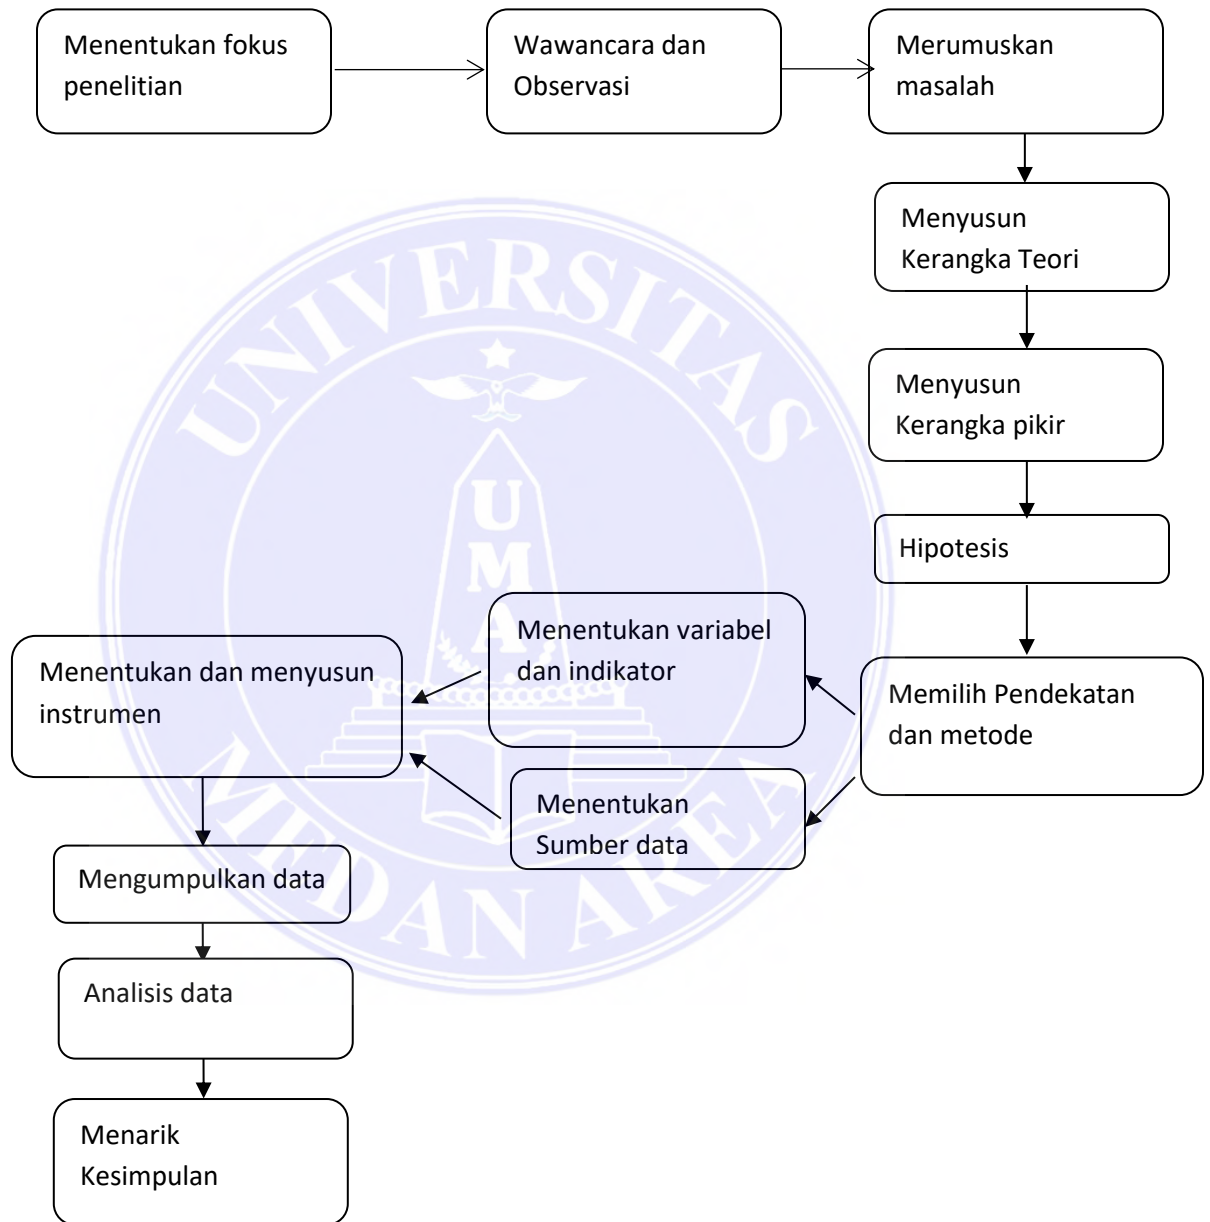 Menentukan fokus
penelitian
Wawancara dan
Observasi
Merumuskan
masalah
Menyusun
Kerangka Teori
Menyusun
Kerangka pikir
Hipotesis
Memilih Pendekatan
dan metode
Menentukan variabel
dan indikator
Menentukan
Sumber data
Menentukan dan menyusun
instrumen
Mengumpulkan data
Analisis data
Menarik
Kesimpulan
UNIVERSITAS
UMA
MEDAN AREA